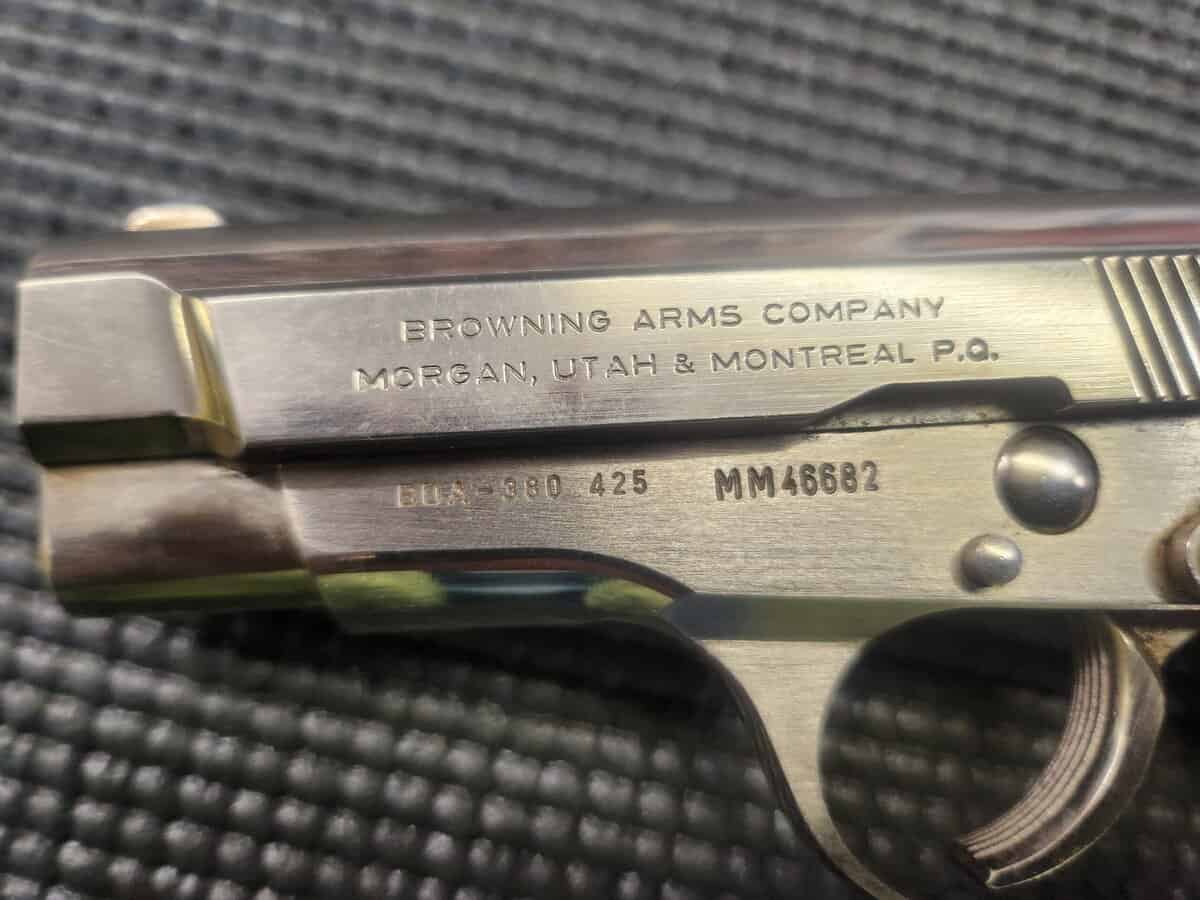 BROWNING ARMS COMPANY
MORGAN, UTAH & MONTREAL P.Q.
BDA-380 425 MM46682